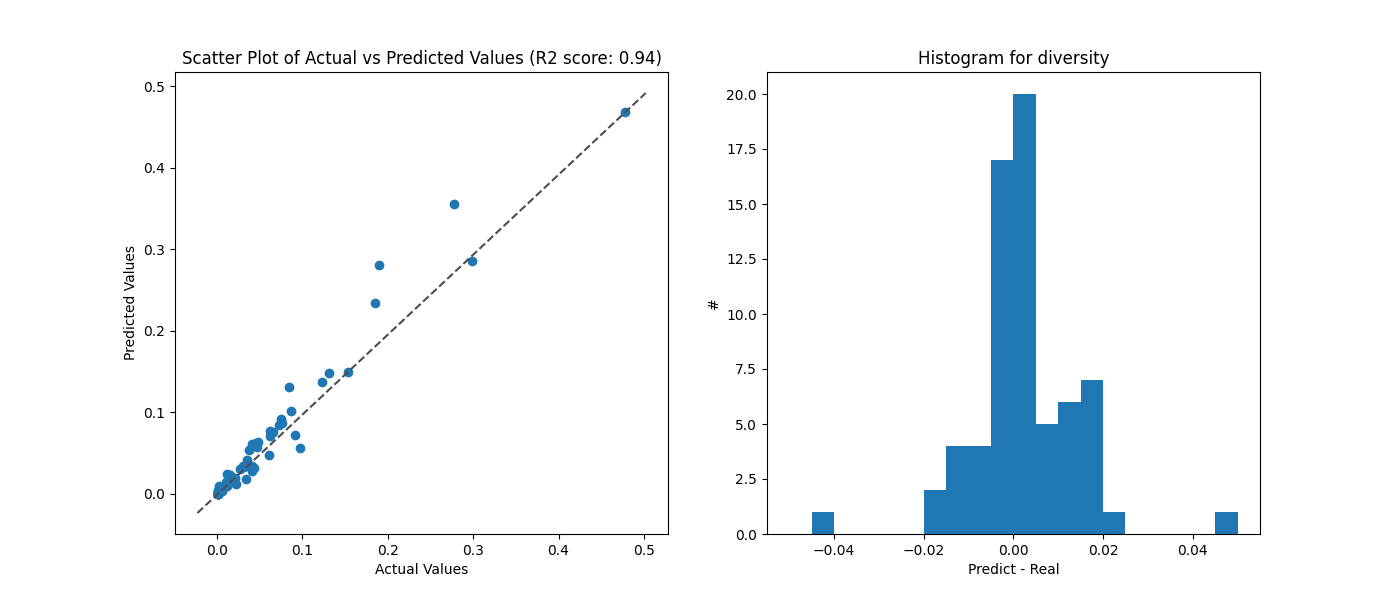 Scatter Plot of Actual vs Predicted Values (R2 score: 0.94)
0.5
0.4
0.3
0.2
0.1
0.0
Predicted Values
0.0 0.1 0.2 0.3 0.4 0.5
Actual Values
Histogram for diversity
20.0
17.5
15.0
12.5
10.0
7.5
5.0
2.5
0.0
#
−0.04 −0.02 0.00 0.02 0.04
Predict - Real